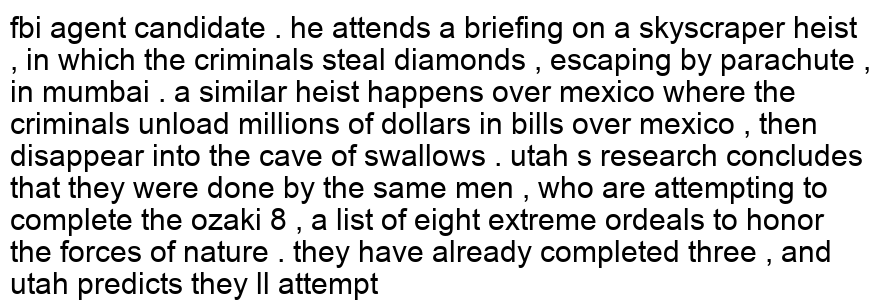 fbi agent candidate . he attends a briefing on a skyscraper heist
, in which the criminals steal diamonds , escaping by parachute ,
in mumbai . a similar heist happens over mexico where the
criminals unload millions of dollars in bills over mexico , then
disappear into the cave of swallows . utah s research concludes
that they were done by the same men , who are attempting to
complete the ozaki 8 , a list of eight extreme ordeals to honor
the forces of nature . they have already completed three , and
utah predicts they ll attempt